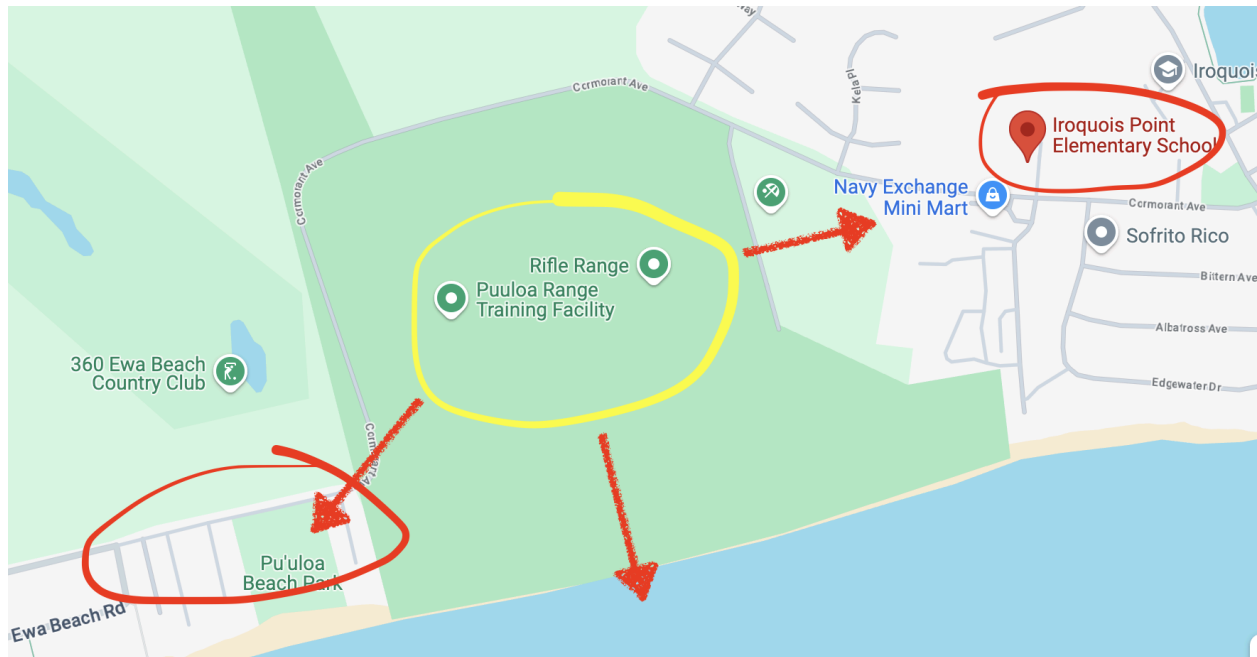 Cormorant Ave
Kela Pl
Iroquois
Iroquois Point
Elementary School
Cormorant Ave
Navy Exchange
Mini Mart
Cormorant Ave
Sofrito Rico
Rifle Range
Puuloa Range
Training Facility
Bittern Ave
Albatross Ave
360 Ewa Beach
Country Club
Edgewater Dr
Cormorant A
Pu'uloa
Beach Park
Ewa Beach Rd